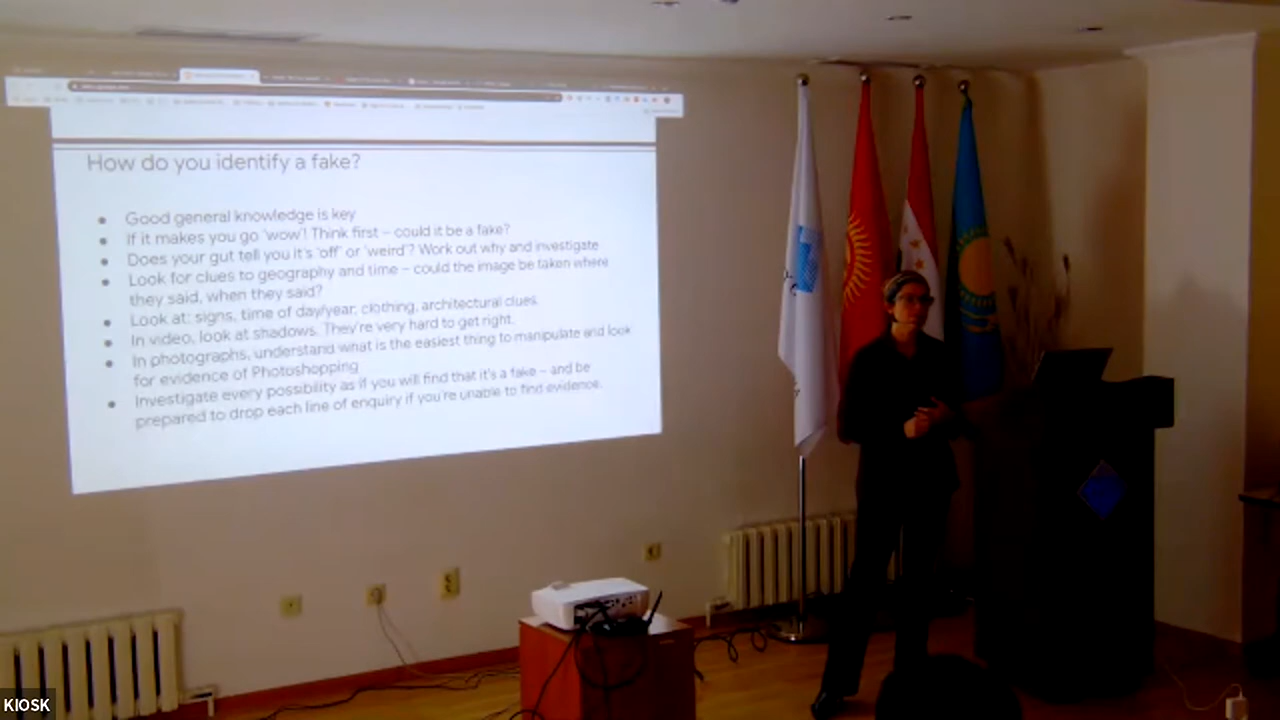 How do you identify a fake?
Good general knowledge is key
If it makes you go 'wow'! Think first – could it be a fake?
Does your gut tell you it's 'off' or 'weird'? Work out why and investigate
Look for clues to geography and time – could the image be taken where
they said, when they said?
Look at: signs, time of day/year, clothing, architectural clues.
In video, look at shadows. They're very hard to get right.
In photographs, understand what is the easiest thing to manipulate and look
for evidence of Photoshopping
Investigate every possibility as if you will find that it's a fake – and be
prepared to drop each line of enquiry if you're unable to find evidence.
KIOSK